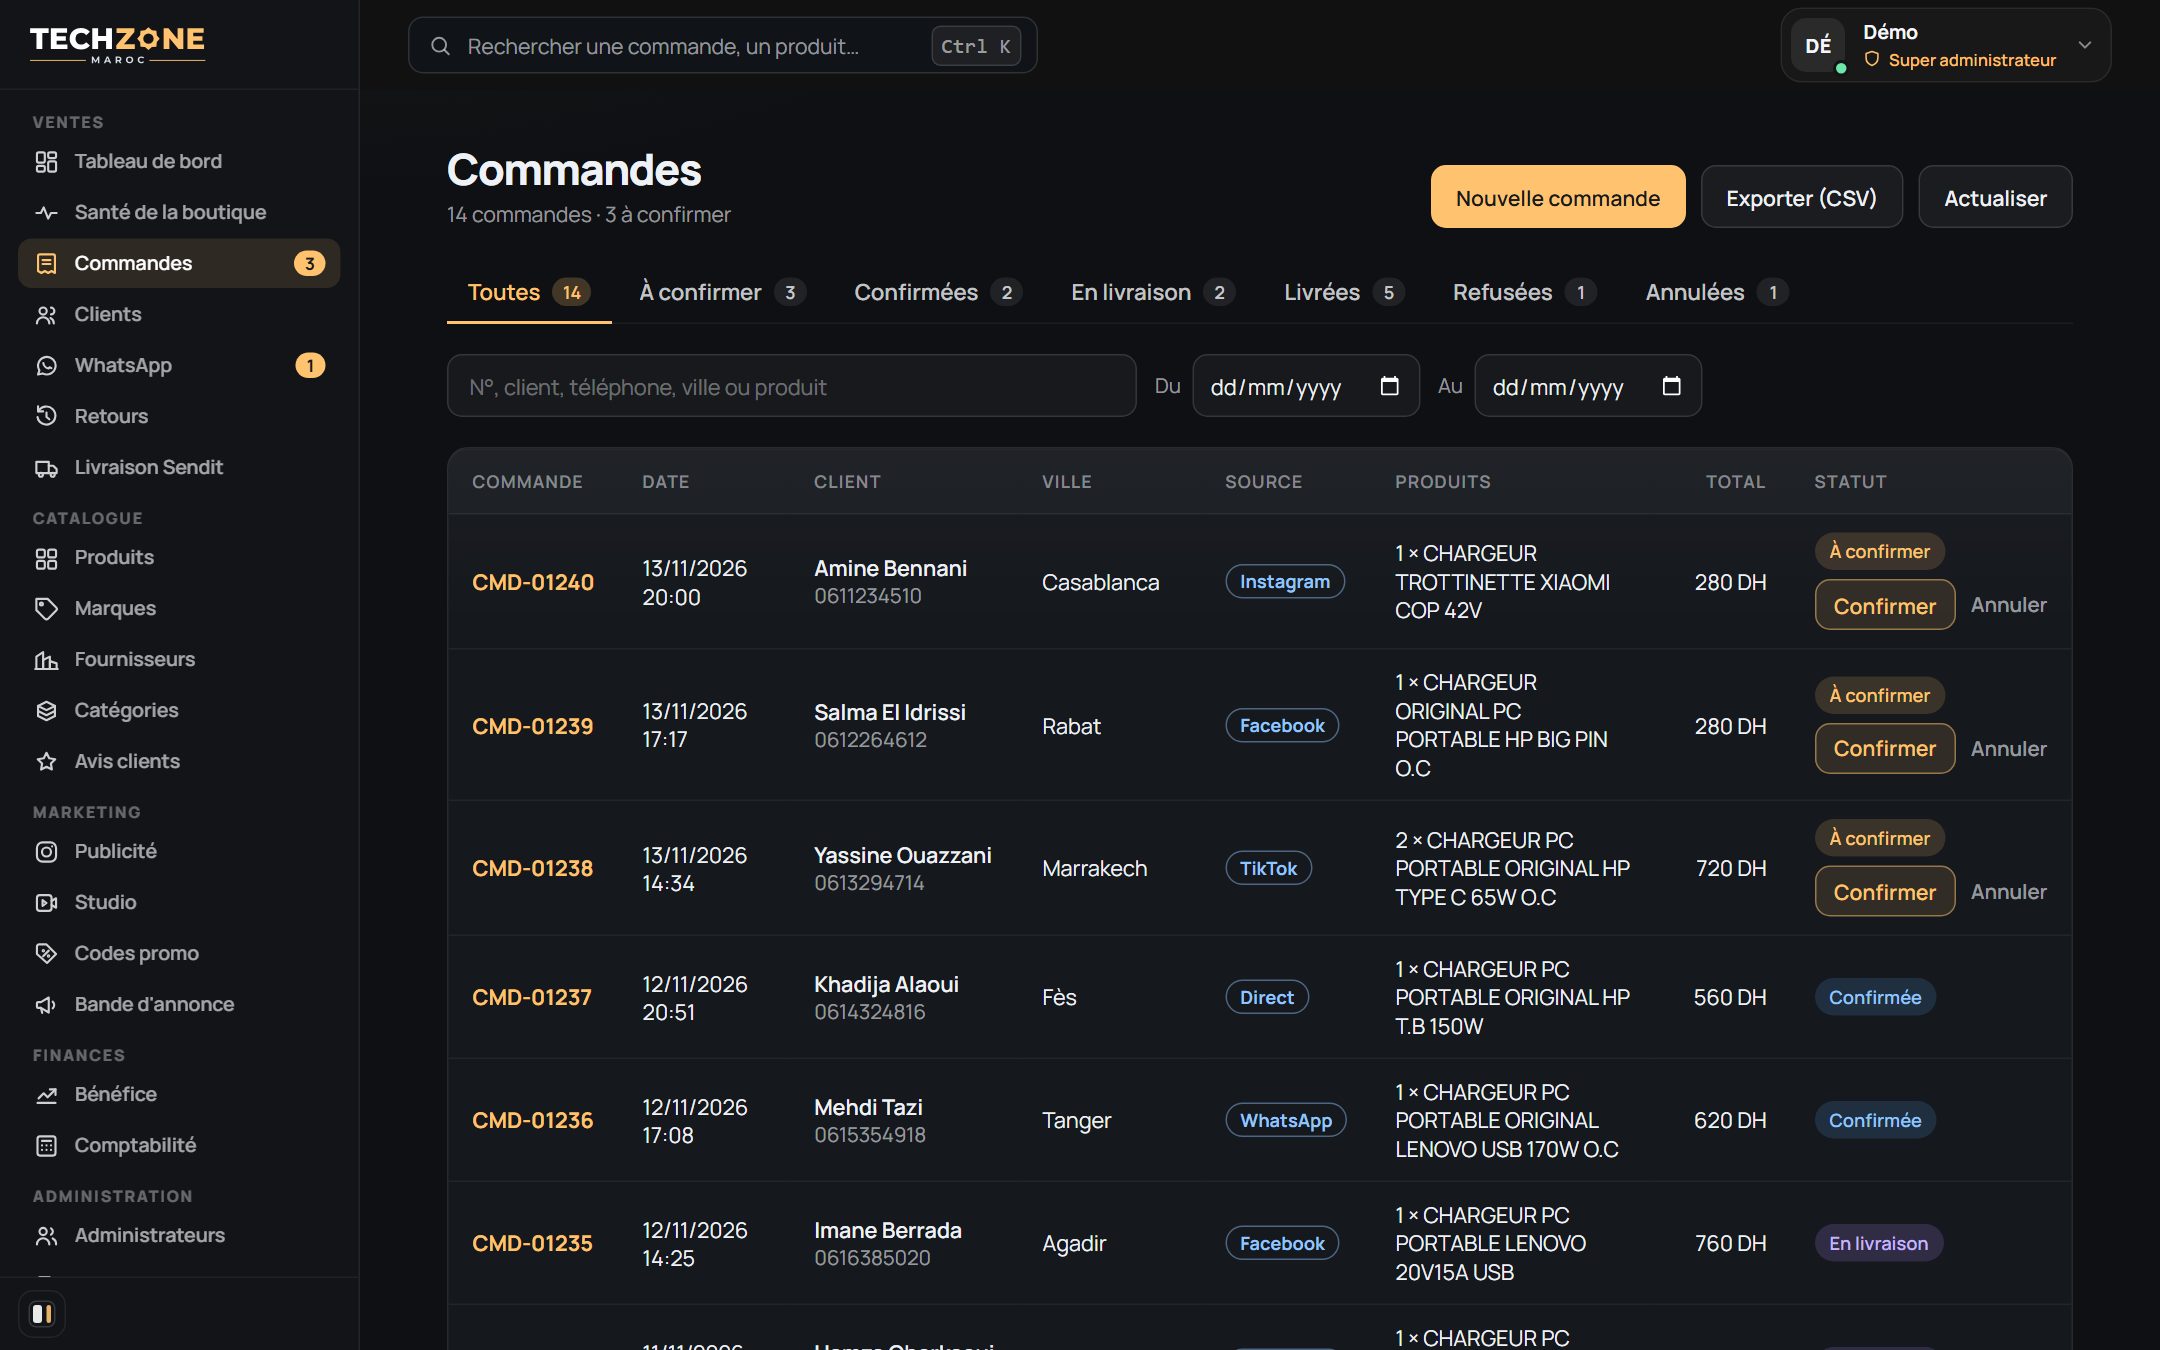 TECHZONE
MAROC
Rechercher une commande, un produit... Ctrl K
DÉ
Démo
Super administrateur
VENTES
Tableau de bord
Santé de la boutique
Commandes 3
Clients
WhatsApp 1
Retours
Livraison Sendit
CATALOGUE
Produits
Marques
Fournisseurs
Catégories
Avis clients
MARKETING
Publicité
Studio
Codes promo
Bande d'annonce
FINANCES
Bénéfice
Comptabilité
ADMINISTRATION
Administrateurs
Commandes
14 commandes · 3 à confirmer
Nouvelle commande Exporter (CSV) Actualiser
Toutes 14 À confirmer 3 Confirmées 2 En livraison 2 Livrées 5 Refusées 1 Annulées 1
N°, client, téléphone, ville ou produit Du dd/mm/yyyy Au dd/mm/yyyy
COMMANDE DATE CLIENT VILLE SOURCE PRODUITS TOTAL STATUT
CMD-01240
13/11/2026
20:00
Amine Bennani
0611234510
Casablanca
Instagram
1 × CHARGEUR
TROTTINETTE XIAOMI
COP 42V
280 DH
À confirmer
Confirmer Annuler
CMD-01239
13/11/2026
17:17
Salma El Idrissi
0612264612
Rabat
Facebook
1 × CHARGEUR
ORIGINAL PC
PORTABLE HP BIG PIN
O.C
280 DH
À confirmer
Confirmer Annuler
CMD-01238
13/11/2026
14:34
Yassine Ouazzani
0613294714
Marrakech
TikTok
2 × CHARGEUR PC
PORTABLE ORIGINAL HP
TYPE C 65W O.C
720 DH
À confirmer
Confirmer Annuler
CMD-01237
12/11/2026
20:51
Khadija Alaoui
0614324816
Fès
Direct
1 × CHARGEUR PC
PORTABLE ORIGINAL HP
T.B 150W
560 DH
Confirmée
CMD-01236
12/11/2026
17:08
Mehdi Tazi
0615354918
Tanger
WhatsApp
1 × CHARGEUR PC
PORTABLE ORIGINAL
LENOVO USB 170W O.C
620 DH
Confirmée
CMD-01235
12/11/2026
14:25
Imane Berrada
0616385020
Agadir
Facebook
1 × CHARGEUR PC
PORTABLE LENOVO
20V15A USB
760 DH
En livraison
1 × CHARGEUR PC